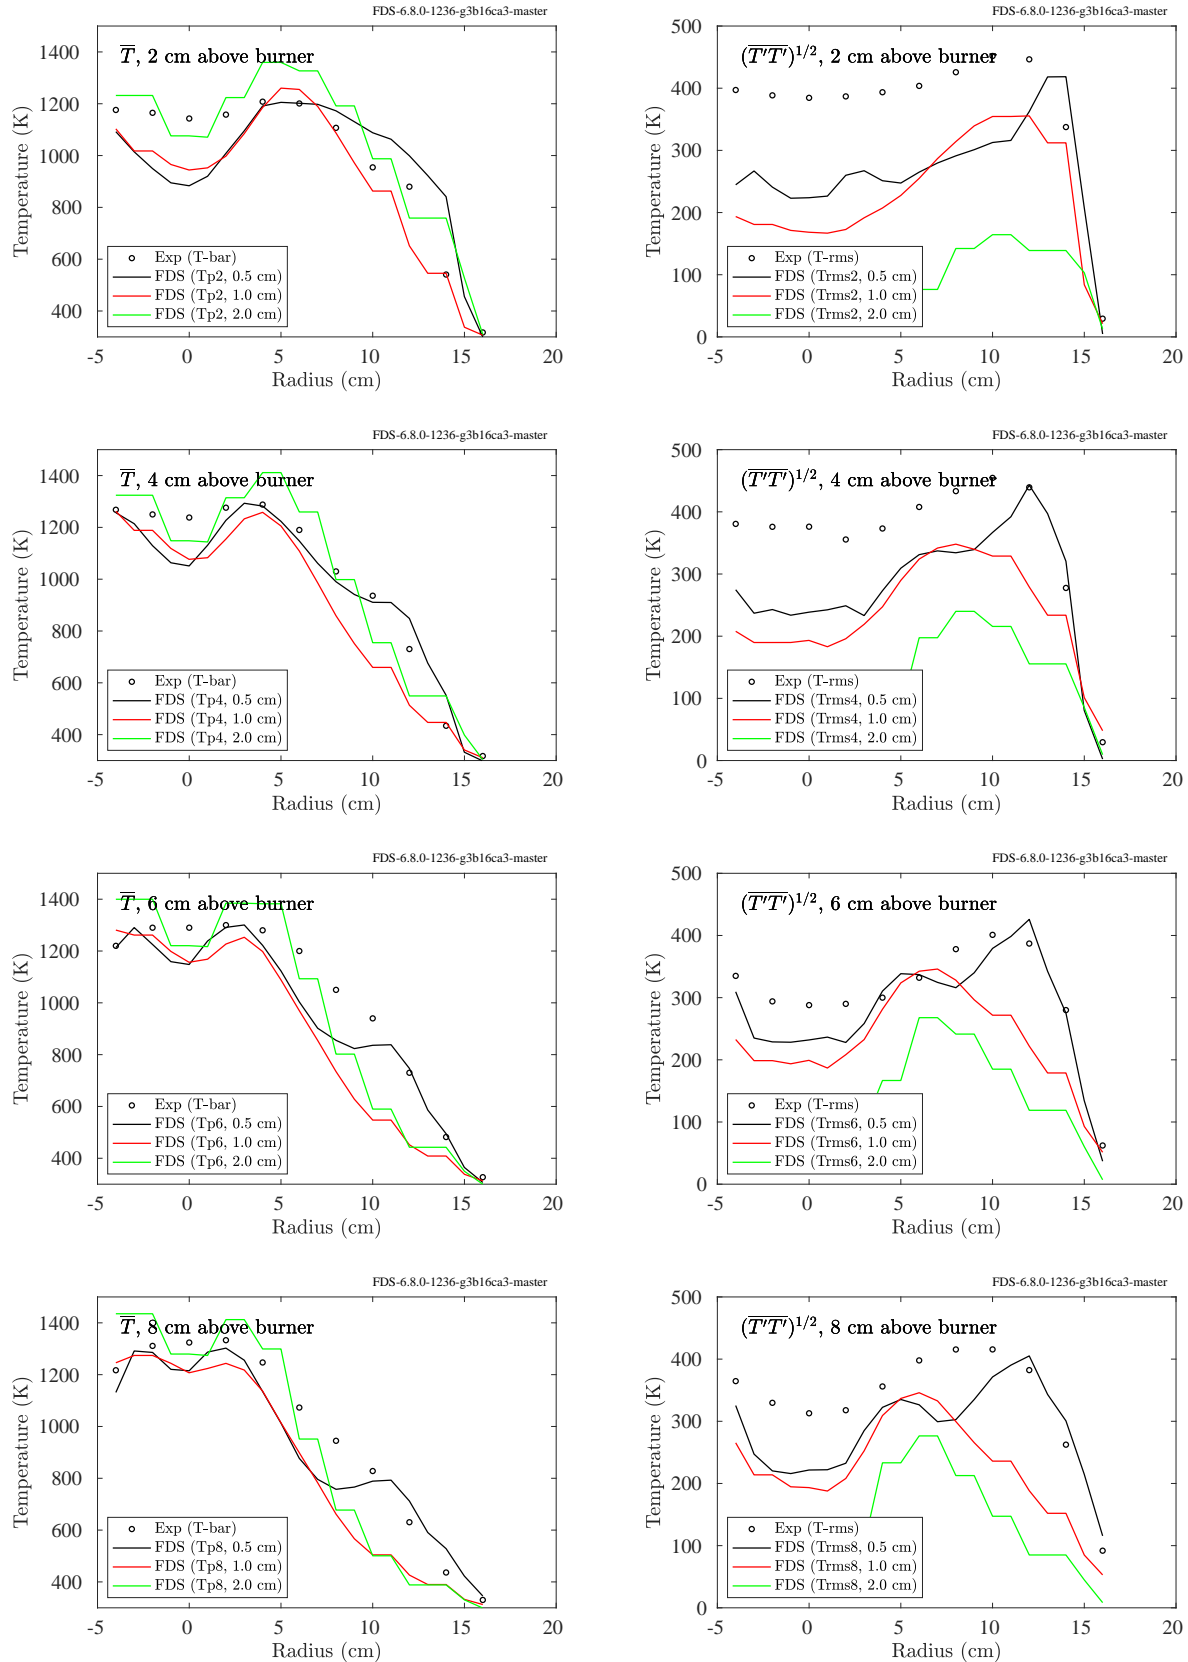 FDS-6.8.0-1236-g3b16ca3-master
T, 2 cm above burner
Temperature (K)
1400
1200
1000
800
600
400
Exp (T-bar)
FDS (Tp2, 0.5 cm)
FDS (Tp2, 1.0 cm)
FDS (Tp2, 2.0 cm)
-5 0 5 10 15 20
Radius (cm)
FDS-6.8.0-1236-g3b16ca3-master
(T'T')^1/2, 2 cm above burner
Temperature (K)
500
400
300
200
100
0
Exp (T-rms)
FDS (Trms2, 0.5 cm)
FDS (Trms2, 1.0 cm)
FDS (Trms2, 2.0 cm)
-5 0 5 10 15 20
Radius (cm)
FDS-6.8.0-1236-g3b16ca3-master
T, 4 cm above burner
Temperature (K)
1400
1200
1000
800
600
400
Exp (T-bar)
FDS (Tp4, 0.5 cm)
FDS (Tp4, 1.0 cm)
FDS (Tp4, 2.0 cm)
-5 0 5 10 15 20
Radius (cm)
FDS-6.8.0-1236-g3b16ca3-master
(T'T')^1/2, 4 cm above burner
Temperature (K)
500
400
300
200
100
0
Exp (T-rms)
FDS (Trms4, 0.5 cm)
FDS (Trms4, 1.0 cm)
FDS (Trms4, 2.0 cm)
-5 0 5 10 15 20
Radius (cm)
FDS-6.8.0-1236-g3b16ca3-master
T, 6 cm above burner
Temperature (K)
1400
1200
1000
800
600
400
Exp (T-bar)
FDS (Tp6, 0.5 cm)
FDS (Tp6, 1.0 cm)
FDS (Tp6, 2.0 cm)
-5 0 5 10 15 20
Radius (cm)
FDS-6.8.0-1236-g3b16ca3-master
(T'T')^1/2, 6 cm above burner
Temperature (K)
500
400
300
200
100
0
Exp (T-rms)
FDS (Trms6, 0.5 cm)
FDS (Trms6, 1.0 cm)
FDS (Trms6, 2.0 cm)
-5 0 5 10 15 20
Radius (cm)
FDS-6.8.0-1236-g3b16ca3-master
T, 8 cm above burner
Temperature (K)
1400
1200
1000
800
600
400
Exp (T-bar)
FDS (Tp8, 0.5 cm)
FDS (Tp8, 1.0 cm)
FDS (Tp8, 2.0 cm)
-5 0 5 10 15 20
Radius (cm)
FDS-6.8.0-1236-g3b16ca3-master
(T'T')^1/2, 8 cm above burner
Temperature (K)
500
400
300
200
100
0
Exp (T-rms)
FDS (Trms8, 0.5 cm)
FDS (Trms8, 1.0 cm)
FDS (Trms8, 2.0 cm)
-5 0 5 10 15 20
Radius (cm)